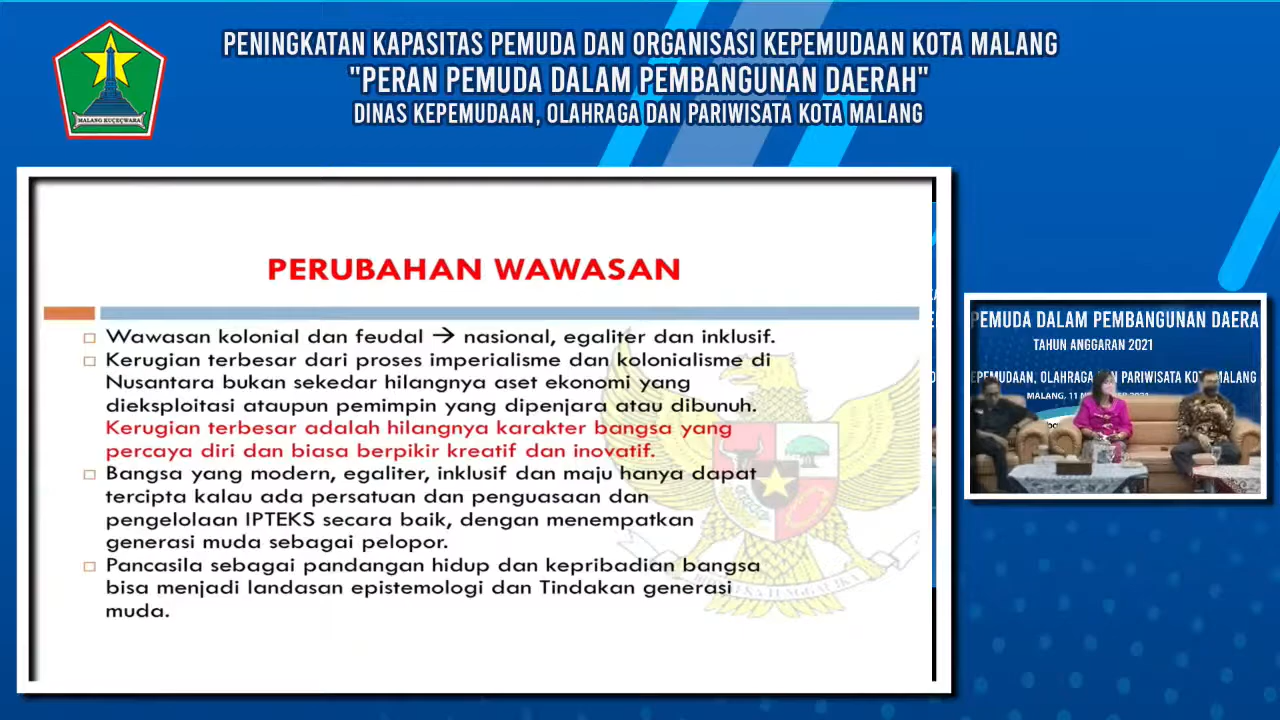 PENINGKATAN KAPASITAS PEMUDA DAN ORGANISASI KEPEMUDAAN KOTA MALANG
"PERAN PEMUDA DALAM PEMBANGUNAN DAERAH"
DINAS KEPEMUDAAN, OLAHRAGA DAN PARIWISATA KOTA MALANG
MALANG KUÇEÇWARA
PERUBAHAN WAWASAN
Wawasan kolonial dan feudal → nasional, egaliter dan inklusif.
Kerugian terbesar dari proses imperialisme dan kolonialisme di
Nusantara bukan sekedar hilangnya aset ekonomi yang
dieksploitasi ataupun pemimpin yang dipenjara atau dibunuh.
Kerugian terbesar adalah hilangnya karakter bangsa yang
percaya diri dan biasa berpikir kreatif dan inovatif.
Bangsa yang modern, egaliter, inklusif dan maju hanya dapat
tercipta kalau ada persatuan dan penguasaan dan
pengelolaan IPTEKS secara baik, dengan menempatkan
generasi muda sebagai pelopor.
Pancasila sebagai pandangan hidup dan kepribadian bangsa
bisa menjadi landasan epistemologi dan Tindakan generasi
muda.
PEMUDA DALAM PEMBANGUNAN DAERA
TAHUN ANGGARAN 2021
EPEMUDAAN, OLAHRAGA DAN PARIWISATA KOTA MALANG
MALANG, 11